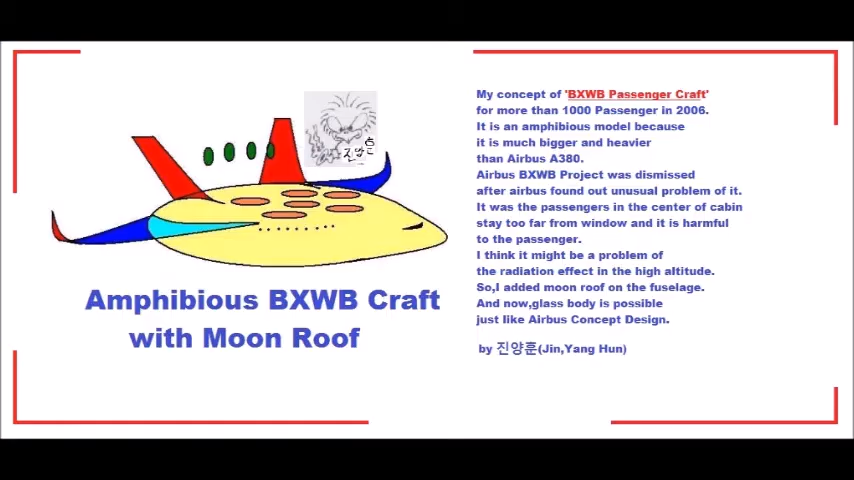 진양훈
Amphibious BXWB Craft
with Moon Roof
My concept of 'BXWB Passenger Craft'
for more than 1000 Passenger in 2006.
It is an amphibious model because
it is much bigger and heavier
than Airbus A380.
Airbus BXWB Project was dismissed
after airbus found out unusual problem of it.
It was the passengers in the center of cabin
stay too far from window and it is harmful
to the passenger.
I think it might be a problem of
the radiation effect in the high altitude.
So,I added moon roof on the fuselage.
And now,glass body is possible
just like Airbus Concept Design.
by 진양훈(Jin,Yang Hun)